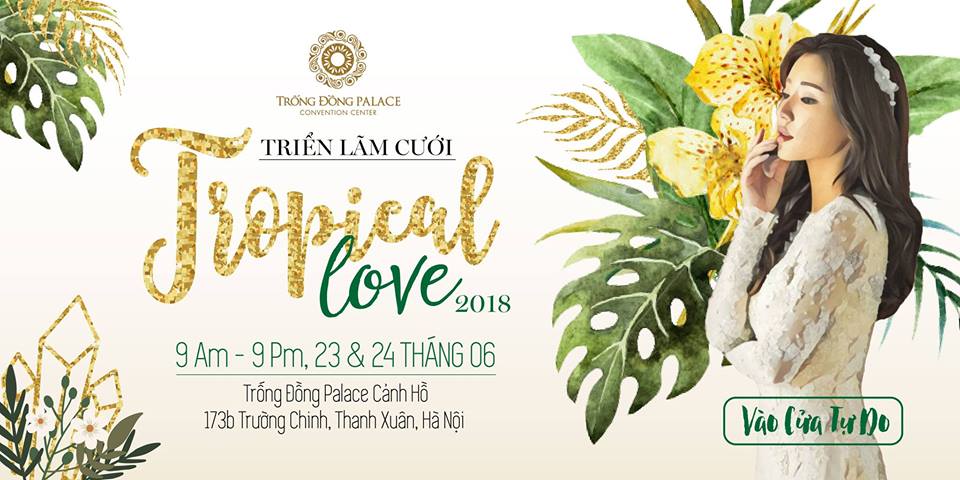 TRỐNG ĐỒNG PALACE
CONVENTION CENTER
TRIỂN LÃM CƯỚI
Tropical
love 2018
9 Am - 9 Pm, 23 & 24 THÁNG 06
Trống Đồng Palace Cảnh Hồ
173b Trường Chinh, Thanh Xuân, Hà Nội
Vào Cửa Tự Do